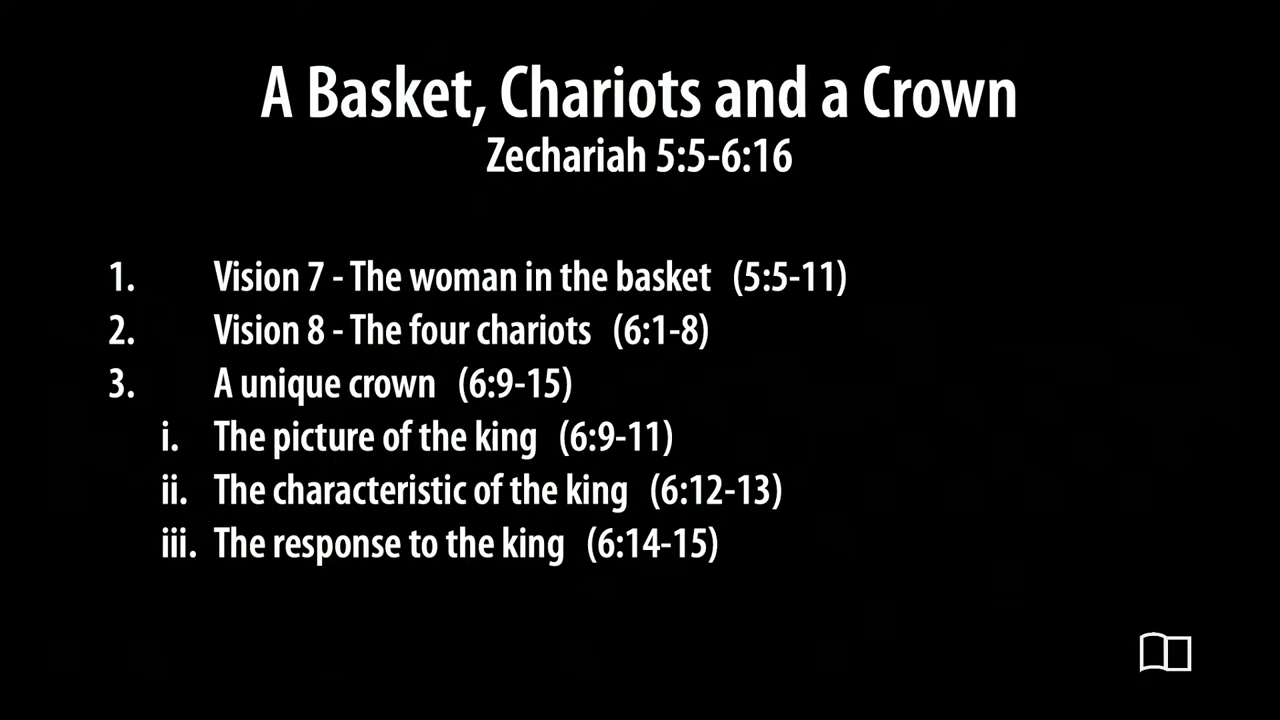 A Basket, Chariots and a Crown
Zechariah 5:5-6:16
1. Vision 7 - The woman in the basket (5:5-11)
2. Vision 8 - The four chariots (6:1-8)
3. A unique crown (6:9-15)
i. The picture of the king (6:9-11)
ii. The characteristic of the king (6:12-13)
iii. The response to the king (6:14-15)